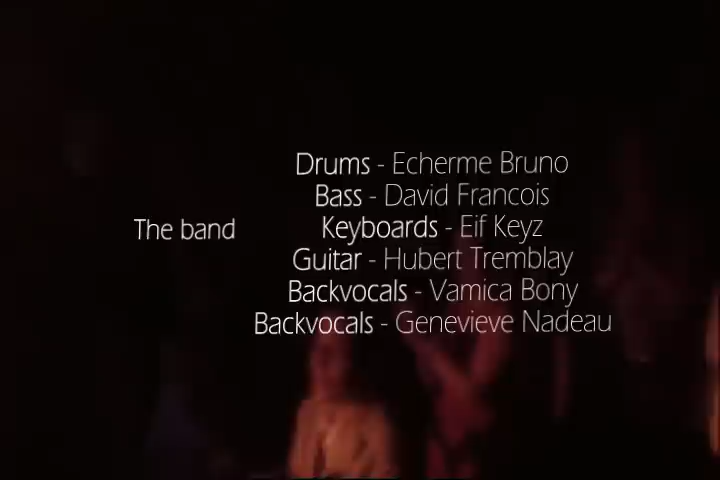 Drums - Echerme Bruno
Bass - David Francois
The band
Keyboards - Eif Keyz
Guitar - Hubert Tremblay
Backvocals - Vamica Bony
Backvocals - Genevieve Nadeau